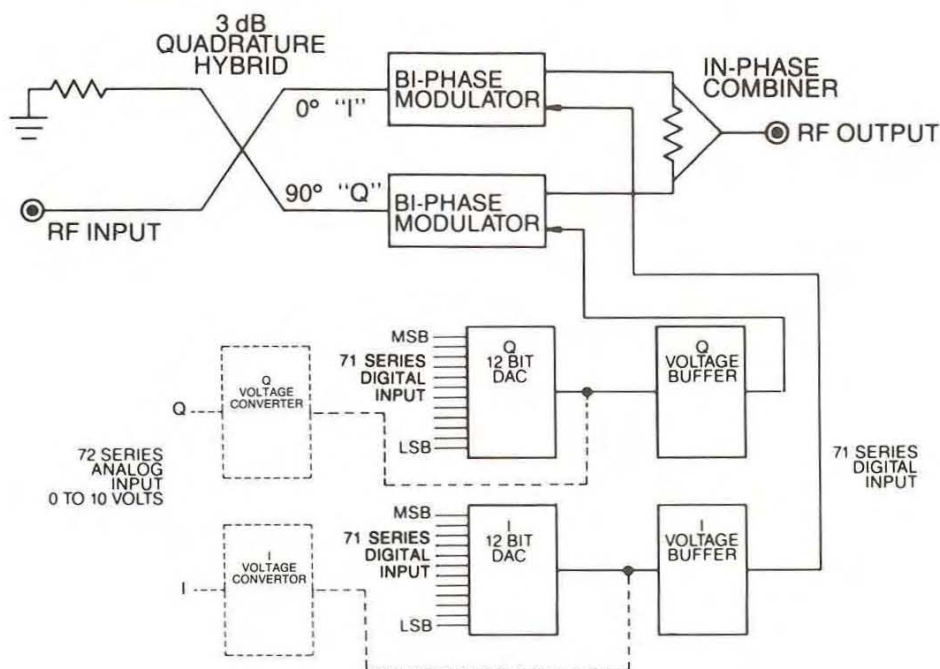 3 dB
QUADRATURE
HYBRID
BI-PHASE
MODULATOR
IN-PHASE
COMBINER
0° "I"
RF OUTPUT
90° "Q"
BI-PHASE
MODULATOR
RF INPUT
MSB
71 SERIES
DIGITAL
INPUT
LSB
Q
12 BIT
DAC
Q
VOLTAGE
BUFFER
Q
VOLTAGE
CONVERTER
Q
72 SERIES
ANALOG
INPUT
0 TO 10 VOLTS
71 SERIES
DIGITAL
INPUT
MSB
71 SERIES
DIGITAL
INPUT
LSB
I
12 BIT
DAC
I
VOLTAGE
BUFFER
I
VOLTAGE
CONVERTOR
I